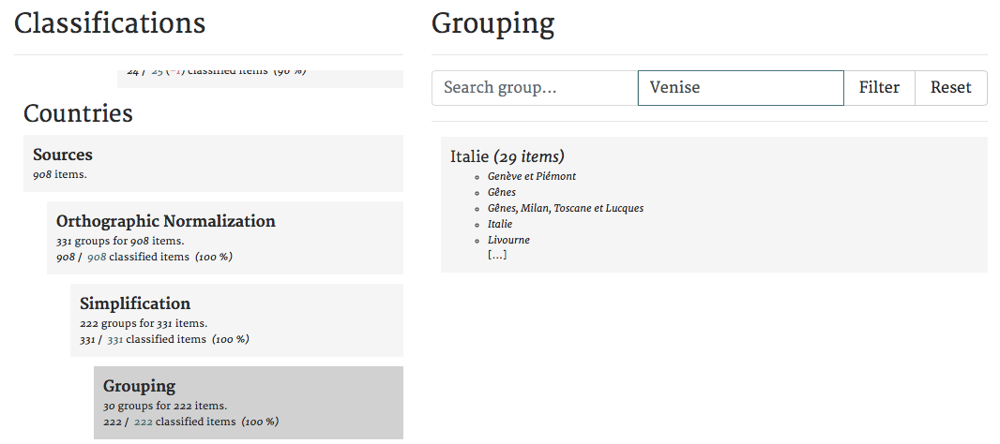 Classifications
24 / 25 (-1) classified items (96 %)
Countries
Sources
908 items.
Orthographic Normalization
331 groups for 908 items.
908 / 908 classified items (100 %)
Simplification
222 groups for 331 items.
331 / 331 classified items (100 %)
Grouping
30 groups for 222 items.
222 / 222 classified items (100 %)
Grouping
Search group...
Venise
Filter
Reset
Italie (29 items)
Genève et Piémont
Gênes
Gênes, Milan, Toscane et Lucques
Italie
Livourne
[...]